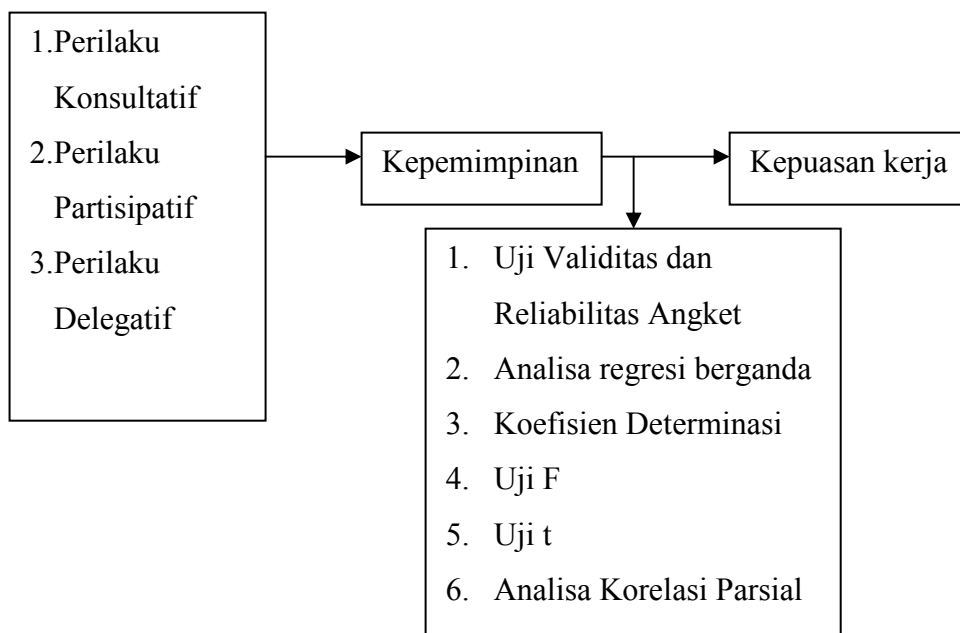 1.Perilaku
Konsultatif
2.Perilaku
Partisipatif
3.Perilaku
Delegatif
Kepemimpinan
Kepuasan kerja
1. Uji Validitas dan
Reliabilitas Angket
2. Analisa regresi berganda
3. Koefisien Determinasi
4. Uji F
5. Uji t
6. Analisa Korelasi Parsial